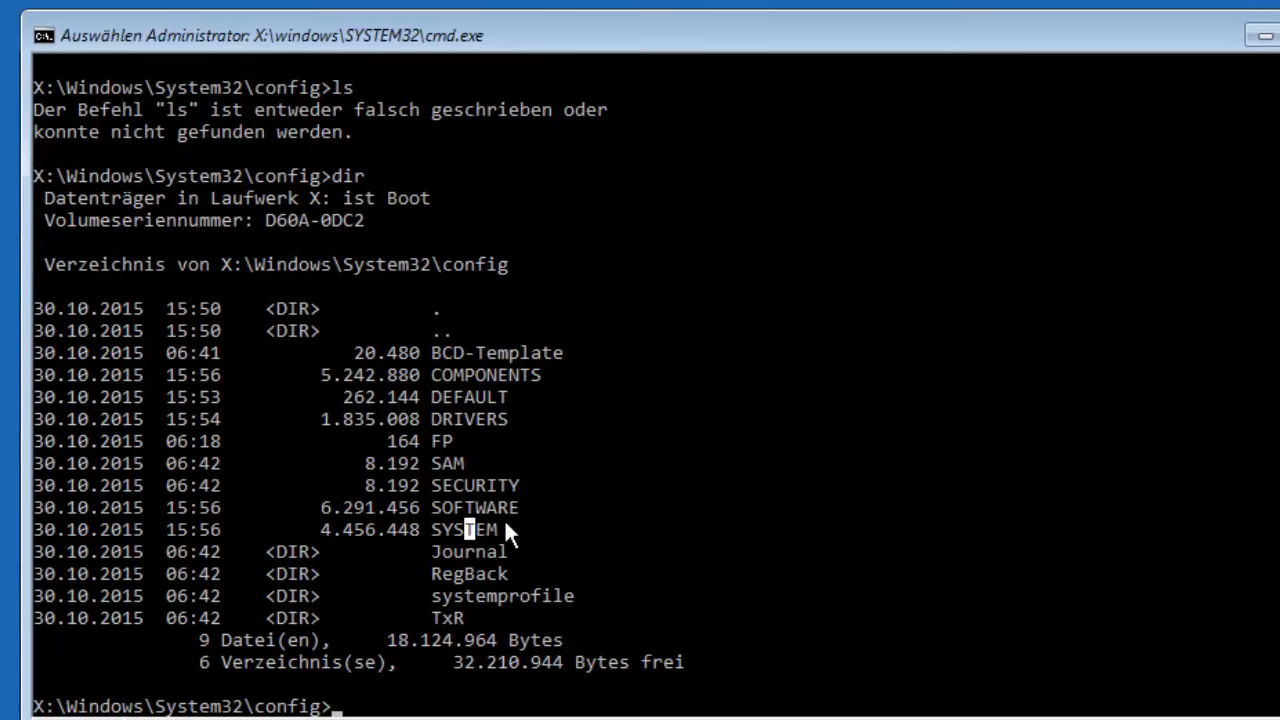 Auswählen Administrator: X:\windows\SYSTEM32\cmd.exe
X:\Windows\System32\config>ls
Der Befehl "ls" ist entweder falsch geschrieben oder
konnte nicht gefunden werden.
X:\Windows\System32\config>dir
Datenträger in Laufwerk X: ist Boot
Volumeseriennummer: D60A-0DC2
Verzeichnis von X:\Windows\System32\config
30.10.2015 15:50 <DIR> .
30.10.2015 15:50 <DIR> ..
30.10.2015 06:41 20.480 BCD-Template
30.10.2015 15:56 5.242.880 COMPONENTS
30.10.2015 15:53 262.144 DEFAULT
30.10.2015 15:54 1.835.008 DRIVERS
30.10.2015 06:18 164 FP
30.10.2015 06:42 8.192 SAM
30.10.2015 06:42 8.192 SECURITY
30.10.2015 15:56 6.291.456 SOFTWARE
30.10.2015 15:56 4.456.448 SYSTEM
30.10.2015 06:42 <DIR> Journal
30.10.2015 06:42 <DIR> RegBack
30.10.2015 06:42 <DIR> systemprofile
30.10.2015 06:42 <DIR> TxR
9 Datei(en), 18.124.964 Bytes
6 Verzeichnis(se), 32.210.944 Bytes frei
X:\Windows\System32\config>_